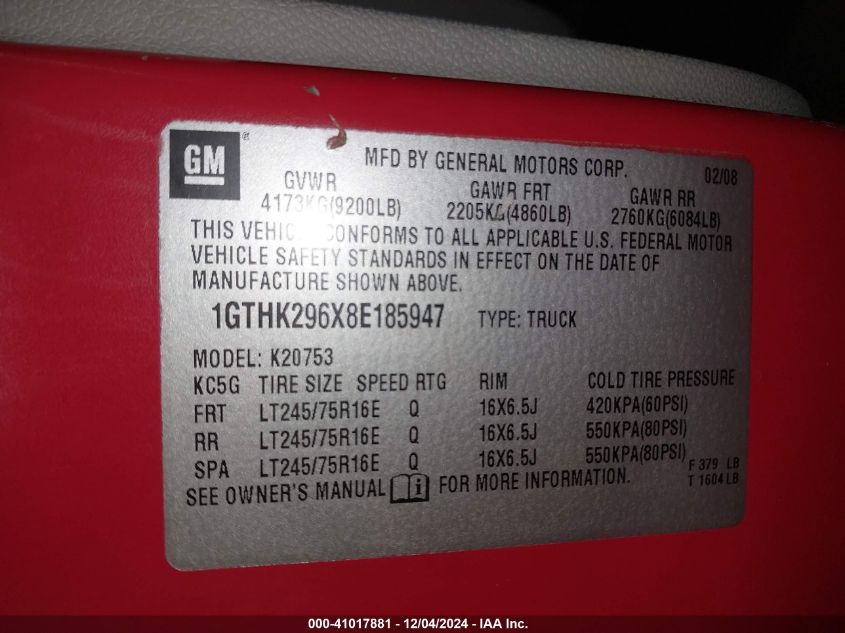 GM ®
MFD BY GENERAL MOTORS CORP. 02/08
GVWR GAWR FRT GAWR RR
4173KG(9200LB) 2205KG(4860LB) 2760KG(6084LB)
THIS VEHIC CONFORMS TO ALL APPLICABLE U.S. FEDERAL MOTOR
VEHICLE SAFETY STANDARDS IN EFFECT ON THE DATE OF
MANUFACTURE SHOWN ABOVE.
1GTHK296X8E185947 TYPE: TRUCK
MODEL: K20753
KC5G TIRE SIZE SPEED RTG RIM COLD TIRE PRESSURE
FRT LT245/75R16E Q 16X6.5J 420KPA(60PSI)
RR LT245/75R16E Q 16X6.5J 550KPA(80PSI)
SPA LT245/75R16E Q 16X6.5J 550KPA(80PSI)
F 379 LB
T 1604 LB
SEE OWNER'S MANUAL FOR MORE INFORMATION.
000-41017881 - 12/04/2024 - IAA Inc.